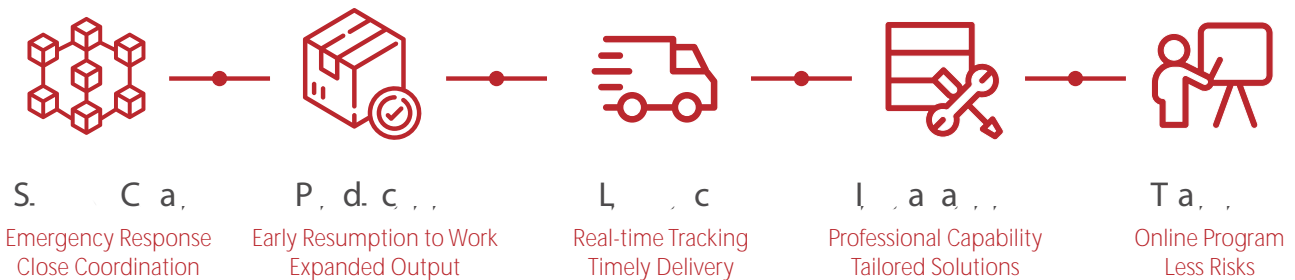 Emergency Response
Close Coordination
Early Resumption to Work
Expanded Output
Real-time Tracking
Timely Delivery
Professional Capability
Tailored Solutions
Online Program
Less Risks